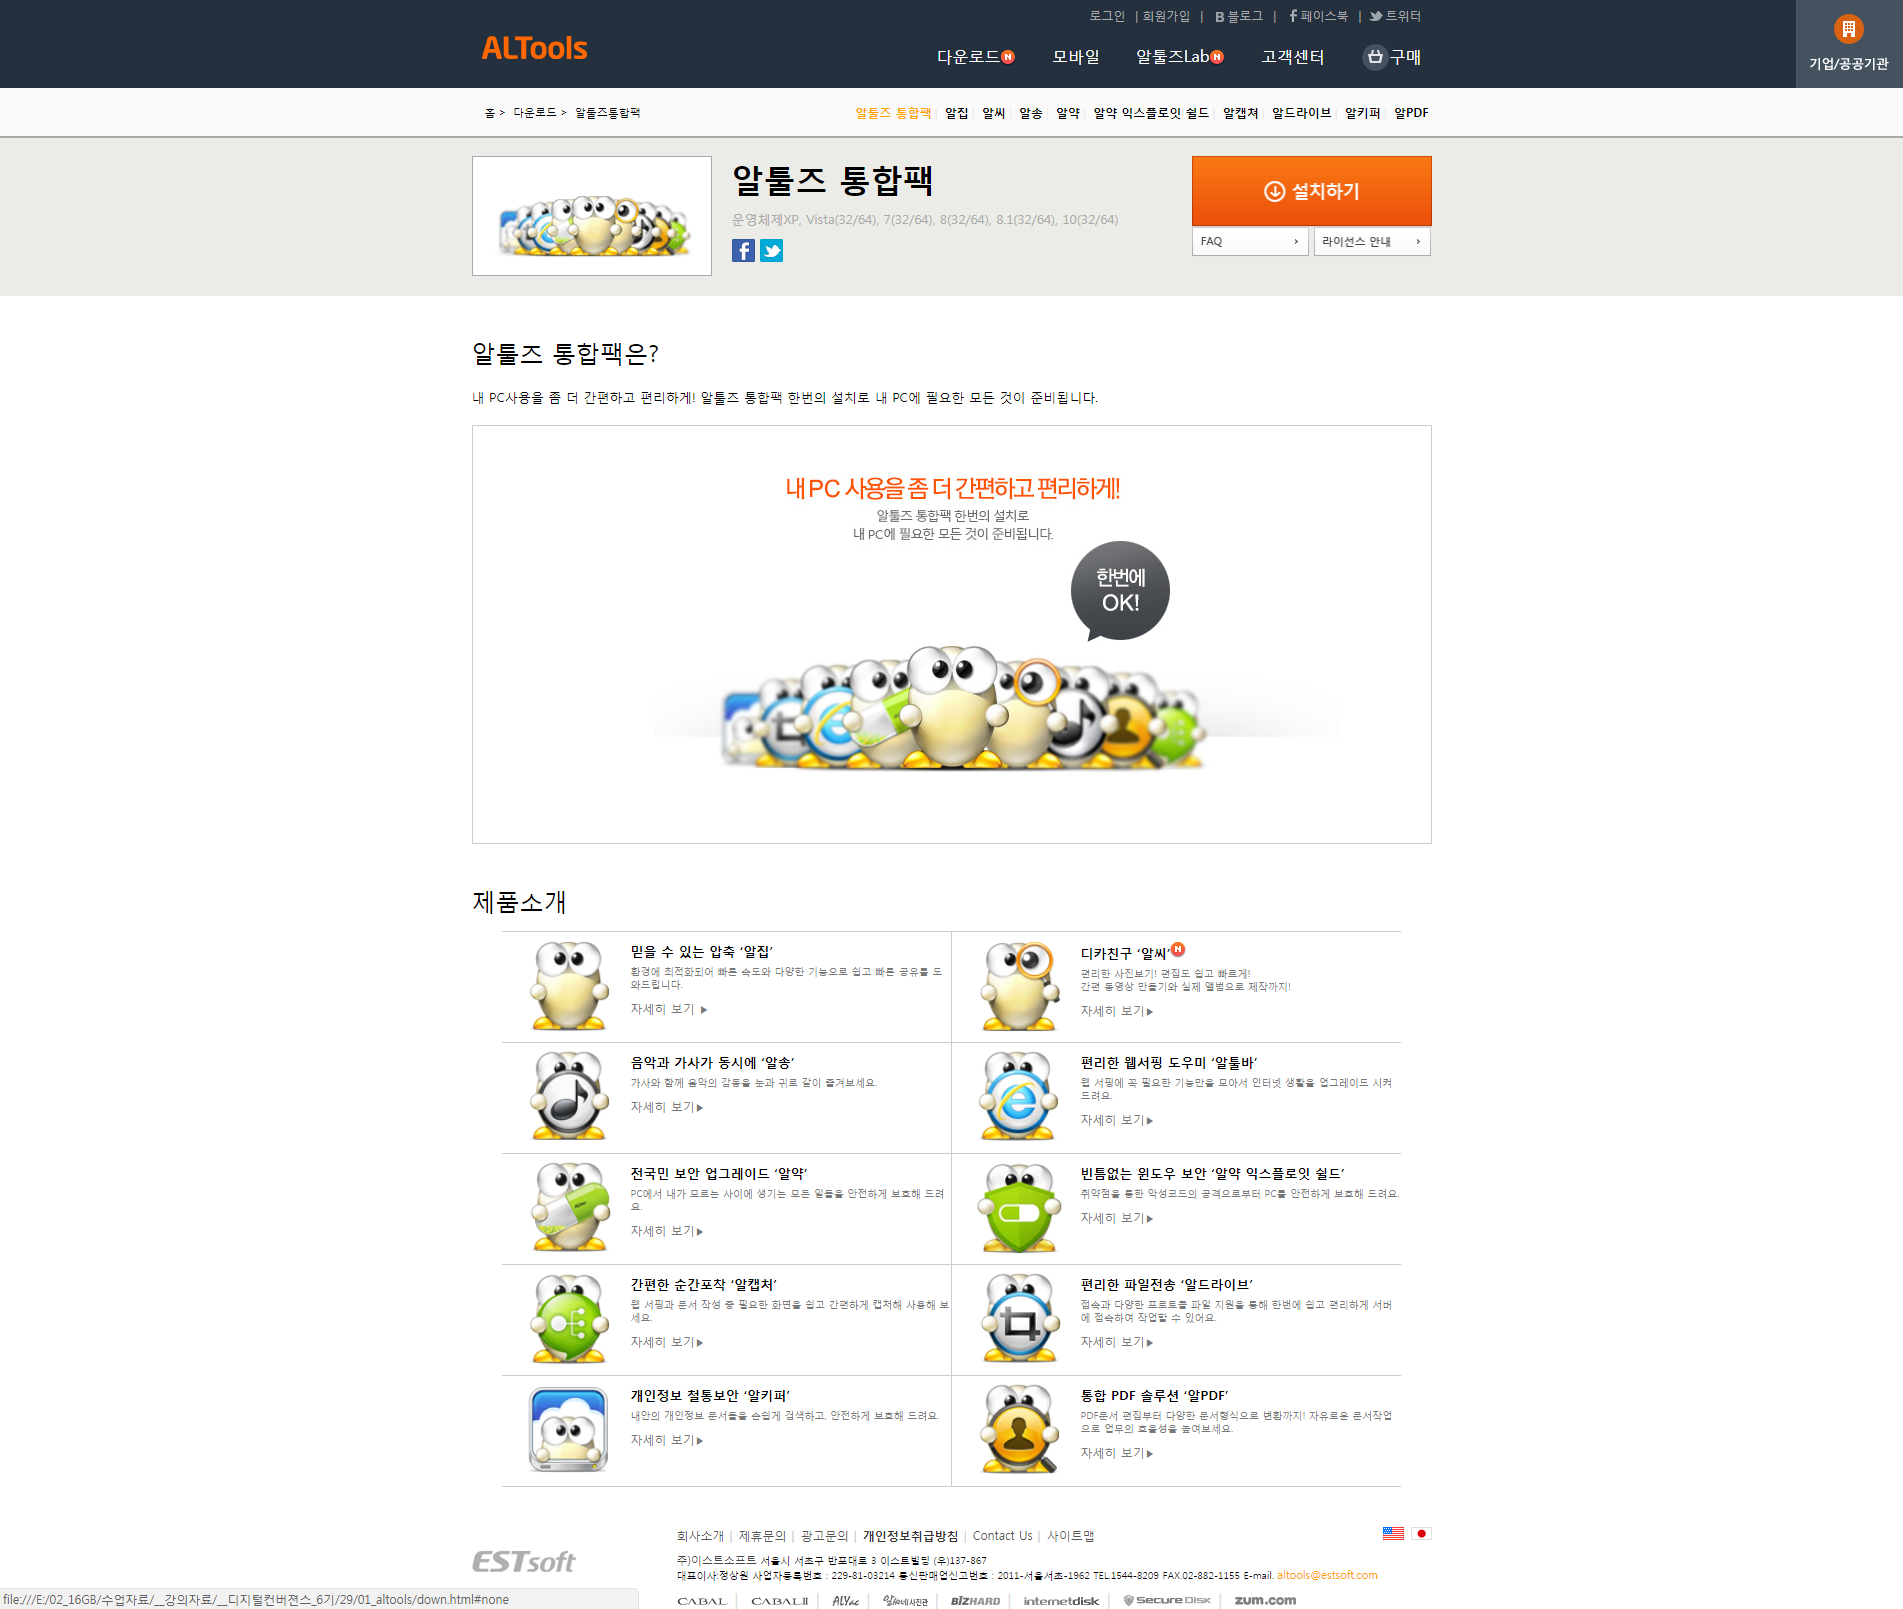 로그인 | 회원가입 | B 블로그 | f 페이스북 | 트위터
ALTools
다운로드 N 모바일 알툴즈Lab N 고객센터 구매
기업/공공기관
홈 > 다운로드 > 알툴즈통합팩
알툴즈 통합팩 알집 알씨 알송 알약 알약 익스플로잇 쉴드 알캡쳐 알드라이브 알키퍼 알PDF
알툴즈 통합팩
운영체제XP, Vista(32/64), 7(32/64), 8(32/64), 8.1(32/64), 10(32/64)
설치하기
FAQ
라이선스 안내
알툴즈 통합팩은?
내 PC사용을 좀 더 간편하고 편리하게! 알툴즈 통합팩 한번의 설치로 내 PC에 필요한 모든 것이 준비됩니다.
내 PC 사용을 좀 더 간편하고 편리하게!
알툴즈 통합팩 한번의 설치로
내 PC에 필요한 모든 것이 준비됩니다.
한번에
OK!
제품소개
믿을 수 있는 압축 ‘알집’
환경에 최적화되어 빠른 속도와 다양한 기능으로 쉽고 빠른 공유를 도
와드립니다.
자세히 보기 ▶
디카친구 ‘알씨’ N
편리한 사진보기! 편집도 쉽고 빠르게!
간편 동영상 만들기와 실제 앨범으로 제작까지!
자세히 보기▶
음악과 가사가 동시에 ‘알송’
가사와 함께 음악의 감동을 눈과 귀로 같이 즐겨보세요.
자세히 보기▶
편리한 웹서핑 도우미 ‘알툴바’
웹 서핑에 꼭 필요한 기능만을 모아서 인터넷 생활을 업그레이드 시켜
드려요.
자세히 보기▶
전국민 보안 업그레이드 ‘알약’
PC에서 내가 모르는 사이에 생기는 모든 일들을 안전하게 보호해 드려
요.
자세히 보기▶
빈틈없는 윈도우 보안 ‘알약 익스플로잇 쉴드’
취약점을 통한 악성코드의 공격으로부터 PC를 안전하게 보호해 드려요.
자세히 보기▶
간편한 순간포착 ‘알캡처’
웹 서핑과 문서 작성 중 필요한 화면을 쉽고 간편하게 캡처해 사용해 보
세요.
자세히 보기▶
편리한 파일전송 ‘알드라이브’
접속과 다양한 프로토콜 파일 지원을 통해 한번에 쉽고 편리하게 서버
에 접속하여 작업할 수 있어요.
자세히 보기▶
개인정보 철통보안 ‘알키퍼’
내안의 개인정보 문서들을 손쉽게 검색하고, 안전하게 보호해 드려요.
자세히 보기▶
통합 PDF 솔루션 ‘알PDF’
PDF문서 편집부터 다양한 문서형식으로 변환까지! 자유로운 문서작업
으로 업무의 효율성을 높여보세요.
자세히 보기▶
회사소개 | 제휴문의 | 광고문의 | 개인정보취급방침 | Contact Us | 사이트맵
ESTsoft
주)이스트소프트 서울시 서초구 반포대로 3 이스트빌딩 (우)137-867
대표이사:정상원 사업자등록번호 : 229-81-03214 통신판매업신고번호 : 2011-서울서초-1962 TEL.1544-8209 FAX.02-882-1155 E-mail. altools@estsoft.com
CABAL | CABAL II | ALYac | 알씨네사진관 | BIZHARD | internetdisk | Secure Disk | zum.com
file:///E:/02_16GB/수업자료/__강의자료/__디지털컨버젼스_6기/29/01_altools/down.html#none